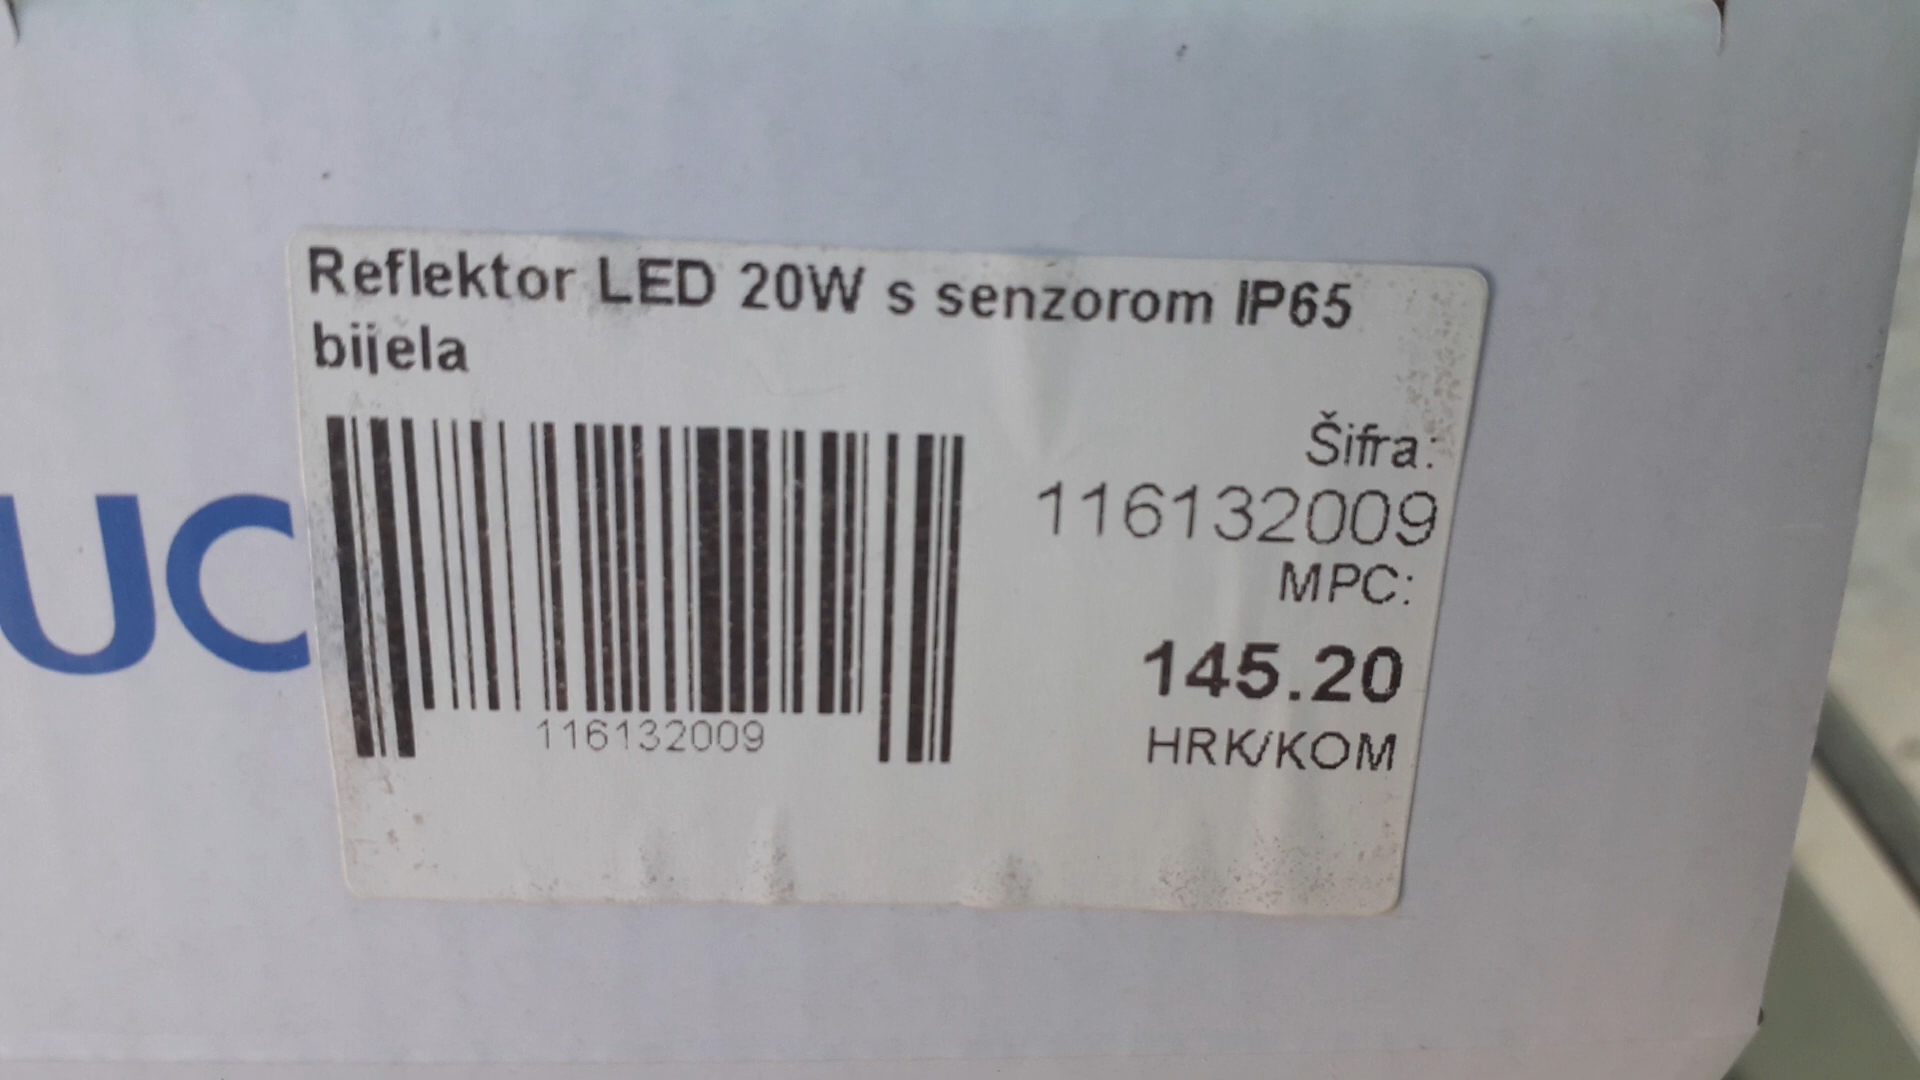 Reflektor LED 20W s senzorom IP65
bijela
Šifra:
116132009
MPC:
145.20
HRK/KOM
116132009
UC